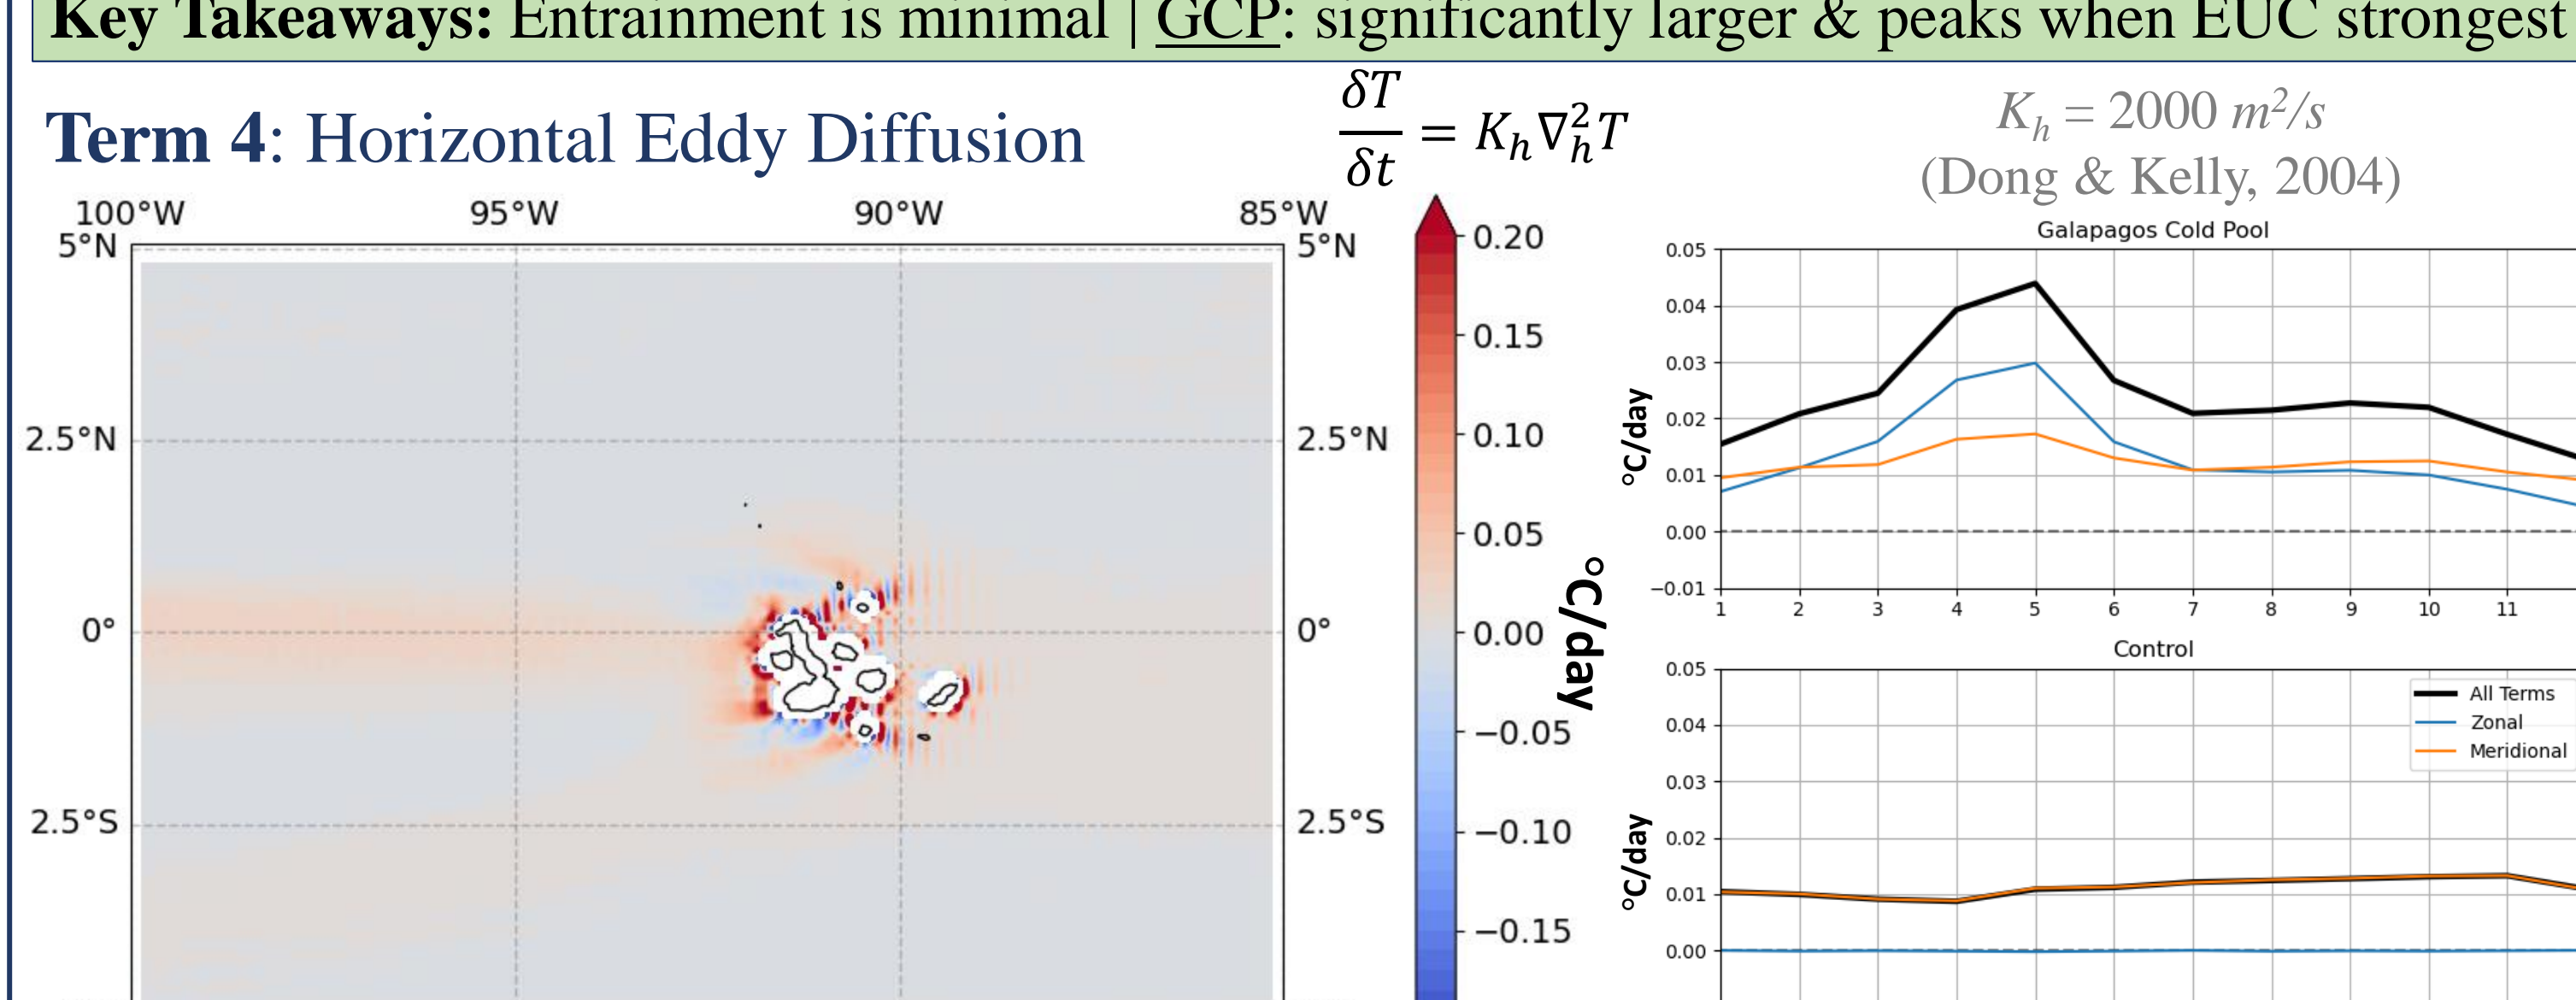 Key Takeaways: Entrainment is minimal | GCP: significantly larger & peaks when EUC strongest
Term 4: Horizontal Eddy Diffusion
δT/δt = K_h∇_h^2 T
K_h = 2000 m²/s
(Dong & Kelly, 2004)
100°W 95°W 90°W 85°W
5°N
2.5°N
0°
2.5°S
5°N
2.5°N
0°
2.5°S
0.20
0.15
0.10
0.05
0.00
−0.05
−0.10
−0.15
°C/day
Galapagos Cold Pool
°C/day
0.05
0.04
0.03
0.02
0.01
0.00
−0.01
1 2 3 4 5 6 7 8 9 10 11
Control
°C/day
0.05
0.04
0.03
0.02
0.01
0.00
All Terms
Zonal
Meridional